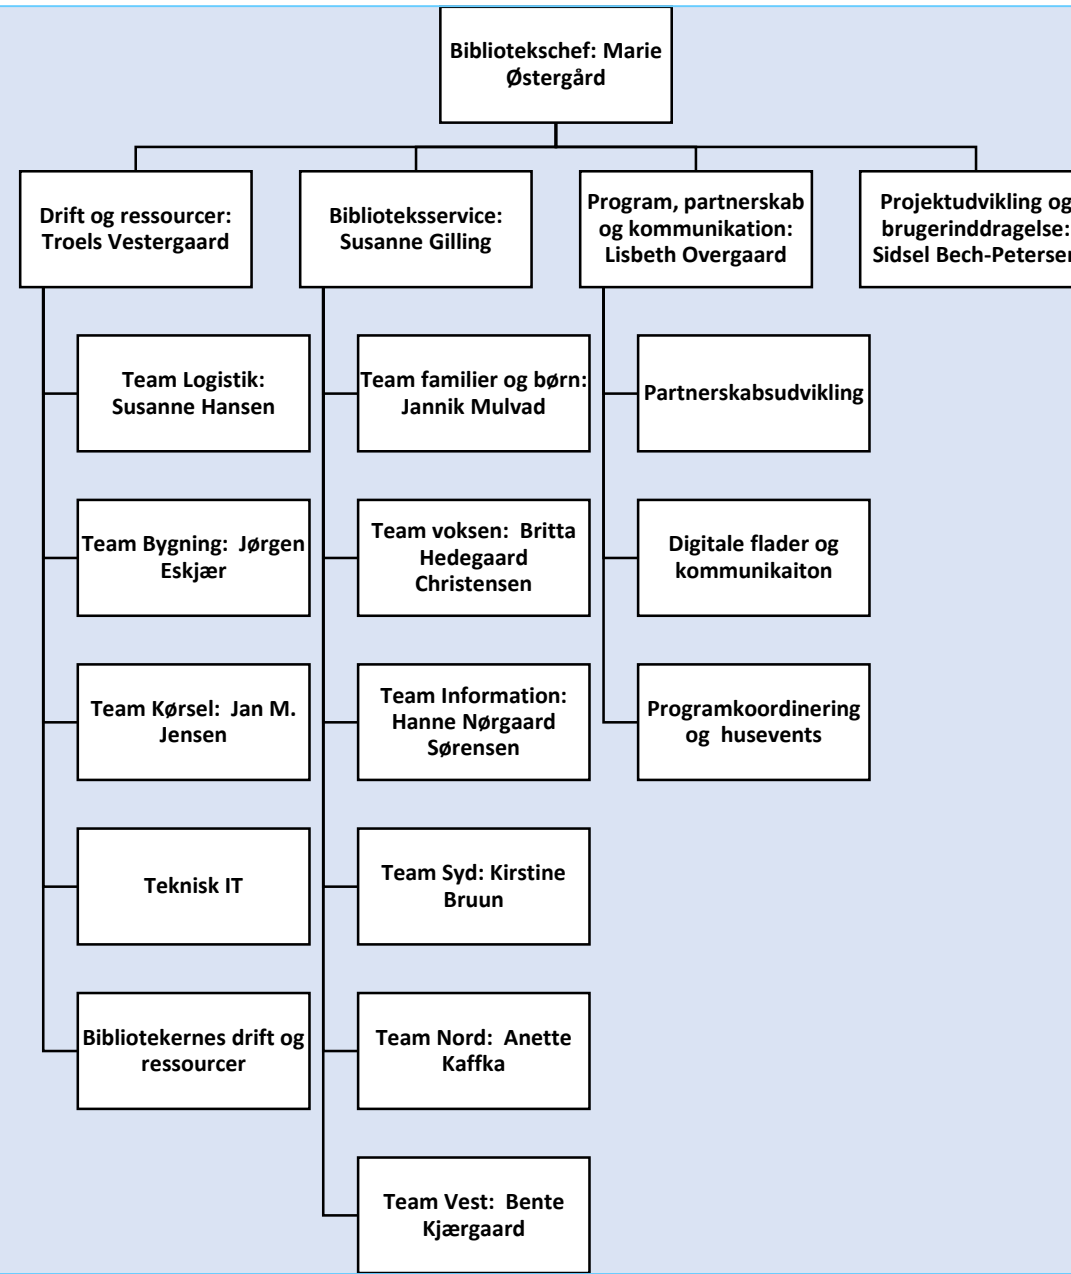 Bibliotekschef: Marie
Østergård
Drift og ressourcer:
Troels Vestergaard
Biblioteksservice:
Susanne Gilling
Program, partnerskab
og kommunikation:
Lisbeth Overgaard
Projektudvikling og
brugerinddragelse:
Sidsel Bech-Petersen
Team Logistik:
Susanne Hansen
Team Bygning:  Jørgen
Eskjær
Team Kørsel:  Jan M.
Jensen
Teknisk IT
Bibliotekernes drift og
ressourcer
Team familier og børn:
Jannik Mulvad
Team voksen:  Britta
Hedegaard
Christensen
Team Information:
Hanne Nørgaard
Sørensen
Team Syd: Kirstine
Bruun
Team Nord:  Anette
Kaffka
Team Vest:  Bente
Kjærgaard
Partnerskabsudvikling
Digitale flader og
kommunikaiton
Programkoordinering
og  husevents